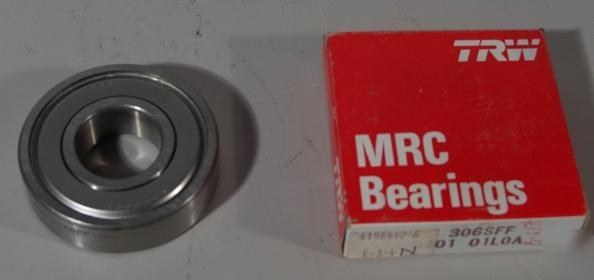 TRW
MRC
Bearings
306SFF
01 01L0A